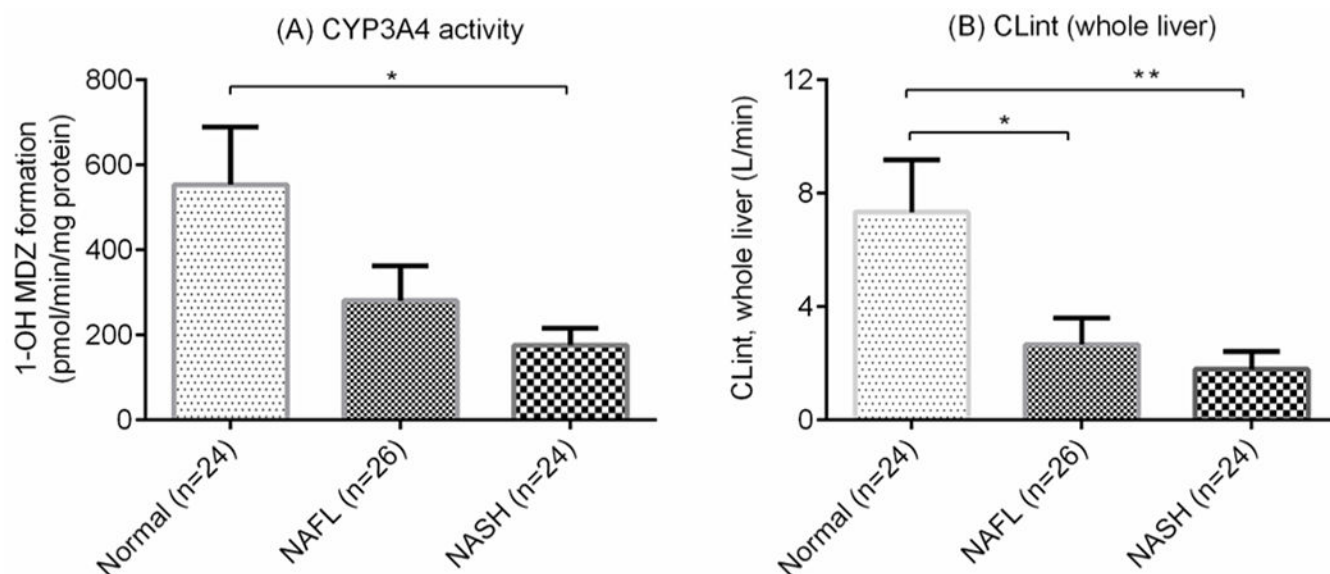 (A) CYP3A4 activity
1-OH MDZ formation
(pmol/min/mg protein)
800
600
400
200
0
*
Normal (n=24)
NAFL (n=26)
NASH (n=24)
(B) CLint (whole liver)
CLint, whole liver (L/min)
12
8
4
0
**
*
Normal (n=24)
NAFL (n=26)
NASH (n=24)